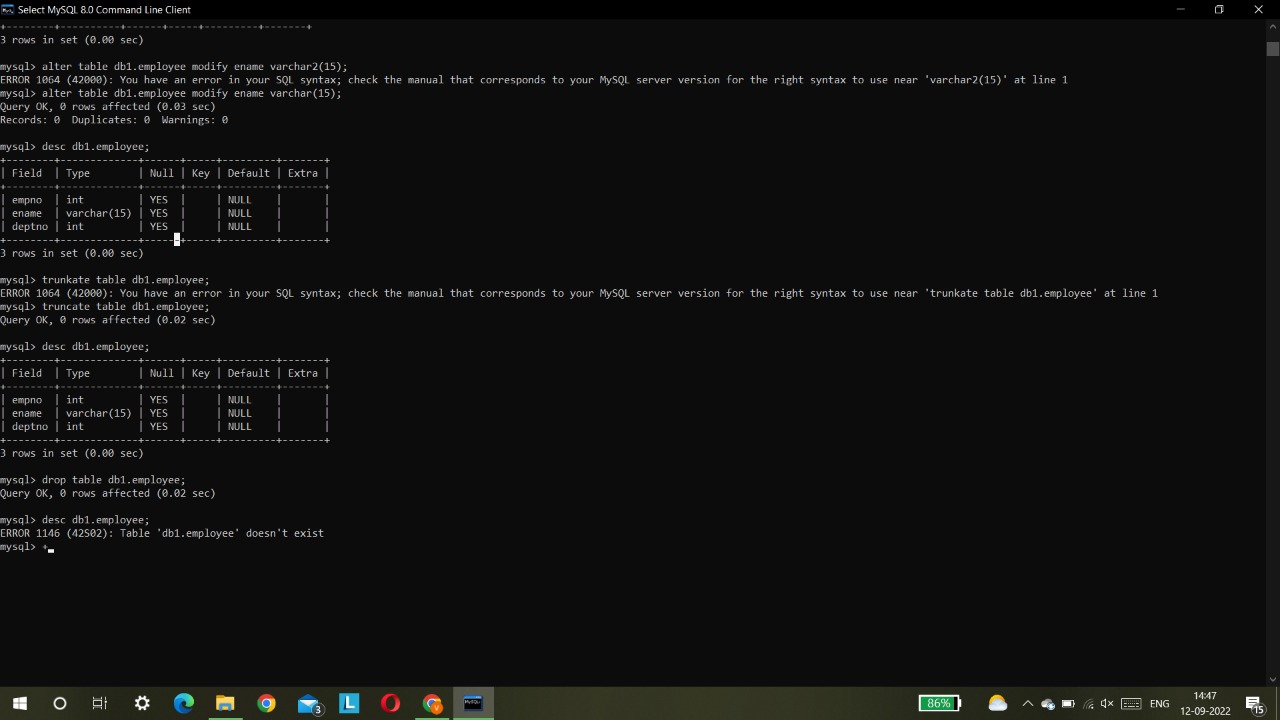 Select MySQL 8.0 Command Line Client
+--------+-----------+------+-----+---------+-------+
3 rows in set (0.00 sec)
mysql> alter table db1.employee modify ename varchar2(15);
ERROR 1064 (42000): You have an error in your SQL syntax; check the manual that corresponds to your MySQL server version for the right syntax to use near 'varchar2(15)' at line 1
mysql> alter table db1.employee modify ename varchar(15);
Query OK, 0 rows affected (0.03 sec)
Records: 0  Duplicates: 0  Warnings: 0
mysql> desc db1.employee;
+--------+-------------+------+-----+---------+-------+
| Field  | Type        | Null | Key | Default | Extra |
+--------+-------------+------+-----+---------+-------+
| empno  | int         | YES  |     | NULL    |       |
| ename  | varchar(15) | YES  |     | NULL    |       |
| deptno | int         | YES  |     | NULL    |       |
+--------+-------------+------+-----+---------+-------+
3 rows in set (0.00 sec)
mysql> trunkate table db1.employee;
ERROR 1064 (42000): You have an error in your SQL syntax; check the manual that corresponds to your MySQL server version for the right syntax to use near 'trunkate table db1.employee' at line 1
mysql> truncate table db1.employee;
Query OK, 0 rows affected (0.02 sec)
mysql> desc db1.employee;
+--------+-------------+------+-----+---------+-------+
| Field  | Type        | Null | Key | Default | Extra |
+--------+-------------+------+-----+---------+-------+
| empno  | int         | YES  |     | NULL    |       |
| ename  | varchar(15) | YES  |     | NULL    |       |
| deptno | int         | YES  |     | NULL    |       |
+--------+-------------+------+-----+---------+-------+
3 rows in set (0.00 sec)
mysql> drop table db1.employee;
Query OK, 0 rows affected (0.02 sec)
mysql> desc db1.employee;
ERROR 1146 (42S02): Table 'db1.employee' doesn't exist
mysql> +
3
L
V
MySQL
86%
ENG
14:47
12-09-2022
15